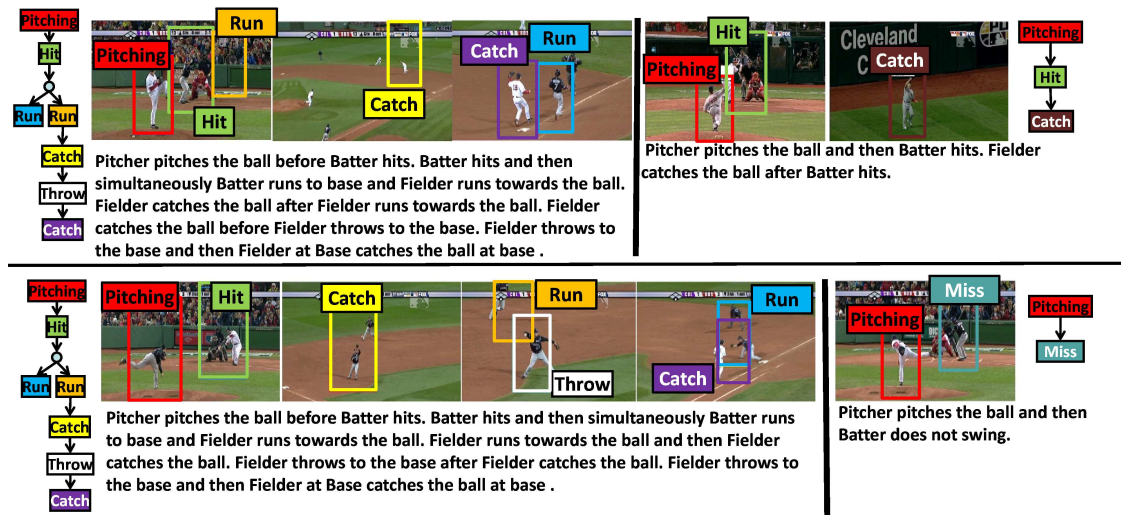 Pitching
Hit
Run
Run
Catch
Throw
Catch
Pitching
Hit
Run
Catch
Catch
Run
Pitcher pitches the ball before Batter hits. Batter hits and then
simultaneously Batter runs to base and Fielder runs towards the ball.
Fielder catches the ball after Fielder runs towards the ball. Fielder
catches the ball before Fielder throws to the base. Fielder throws to
the base and then Fielder at Base catches the ball at base .
Pitching
Hit
Cleveland
C
Catch
Pitching
Hit
Catch
Pitcher pitches the ball and then Batter hits. Fielder
catches the ball after Batter hits.
Pitching
Hit
Run
Run
Catch
Throw
Catch
Pitching
Hit
Catch
Run
Throw
Run
Catch
Pitcher pitches the ball before Batter hits. Batter hits and then simultaneously Batter runs
to base and Fielder runs towards the ball. Fielder runs towards the ball and then Fielder
catches the ball. Fielder throws to the base after Fielder catches the ball. Fielder throws to
the base and then Fielder at Base catches the ball at base .
Pitching
Miss
Pitching
Miss
Pitcher pitches the ball and then
Batter does not swing.